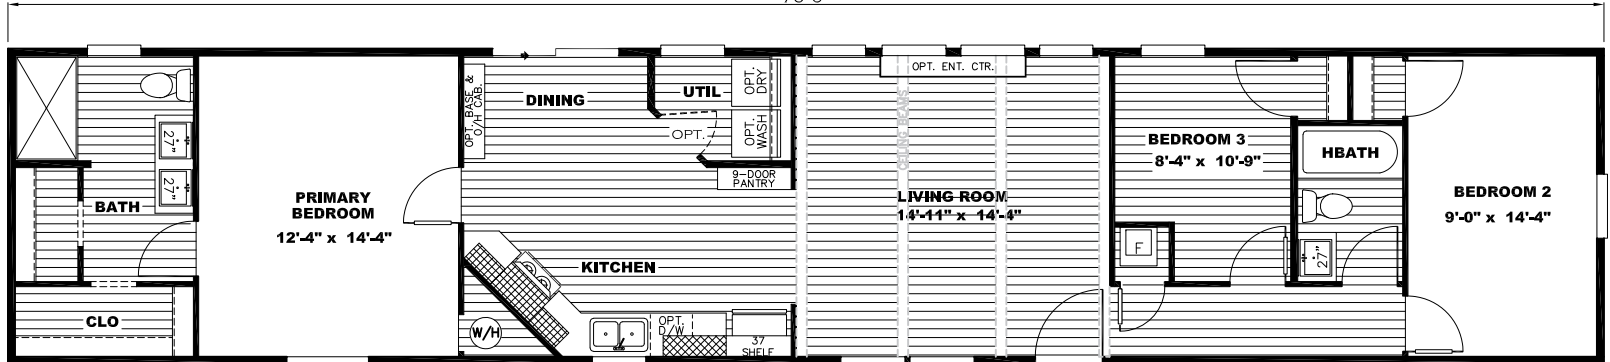 OPT. ENT. CTR.
DINING
OPT. BASE &
O/H CAB.
UTIL
OPT.
DRY
OPT.
WASH
OPT.
9-DOOR
PANTRY
27"
27"
BATH
PRIMARY
BEDROOM
12'-4" x 14'-4"
CEILING BEAMS
LIVING ROOM
14'-11" x 14'-4"
BEDROOM 3
8'-4" x 10'-9"
HBATH
BEDROOM 2
9'-0" x 14'-4"
F
27"
KITCHEN
CLO
W/H
OPT.
D/W
37
SHELF